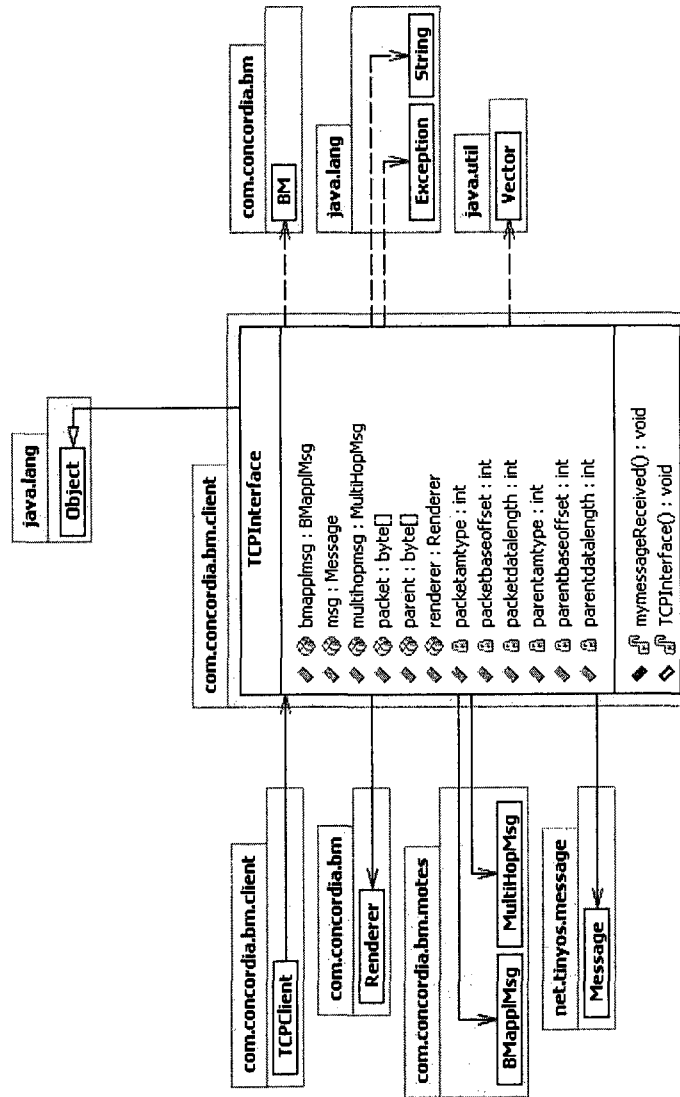 java.lang
Object
com.concordia.bm.client
TCPClient
com.concordia.bm
Renderer
com.concordia.bm.motes
BMapplMsg
MultiHopMsg
net.tinyos.message
Message
com.concordia.bm.client
TCPInterface
bmapplmsg : BMapplMsg
msg : Message
multihopmsg : MultiHopMsg
packet : byte[]
parent : byte[]
renderer : Renderer
packetamtype : int
packetbaseoffset : int
packetdatalength : int
parentamtype : int
parentbaseoffset : int
parentdatalength : int
mymessageReceived() : void
TCPInterface() : void
com.concordia.bm
BM
java.lang
Exception
String
java.util
Vector